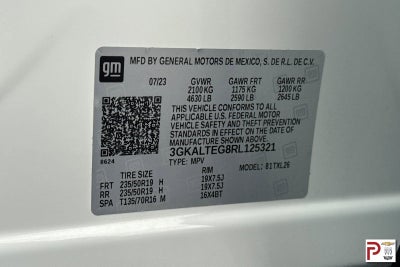 gm
MFD BY GENERAL MOTORS DE MEXICO, S. DE R.L. DE C.V.
07/23 GVWR GAWR FRT GAWR RR
2100 KG 1175 KG 1200 KG
4630 LB 2590 LB 2645 LB
THIS VEHICLE CONFORMS TO ALL
APPLICABLE U.S. FEDERAL MOTOR
VEHICLE SAFETY AND THEFT
PREVENTION STANDARDS IN EFFECT
ON THE DATE OF MANUFACTURE
SHOWN ABOVE.
3GKALTEG8RL125321
8624
TYPE: MPV MODEL: 81TXL26
TIRE SIZE RIM
FRT 235/50R19 H 19X7.5J
RR 235/50R19 H 19X7.5J
SPA T135/70R16 M 16X4BT
P